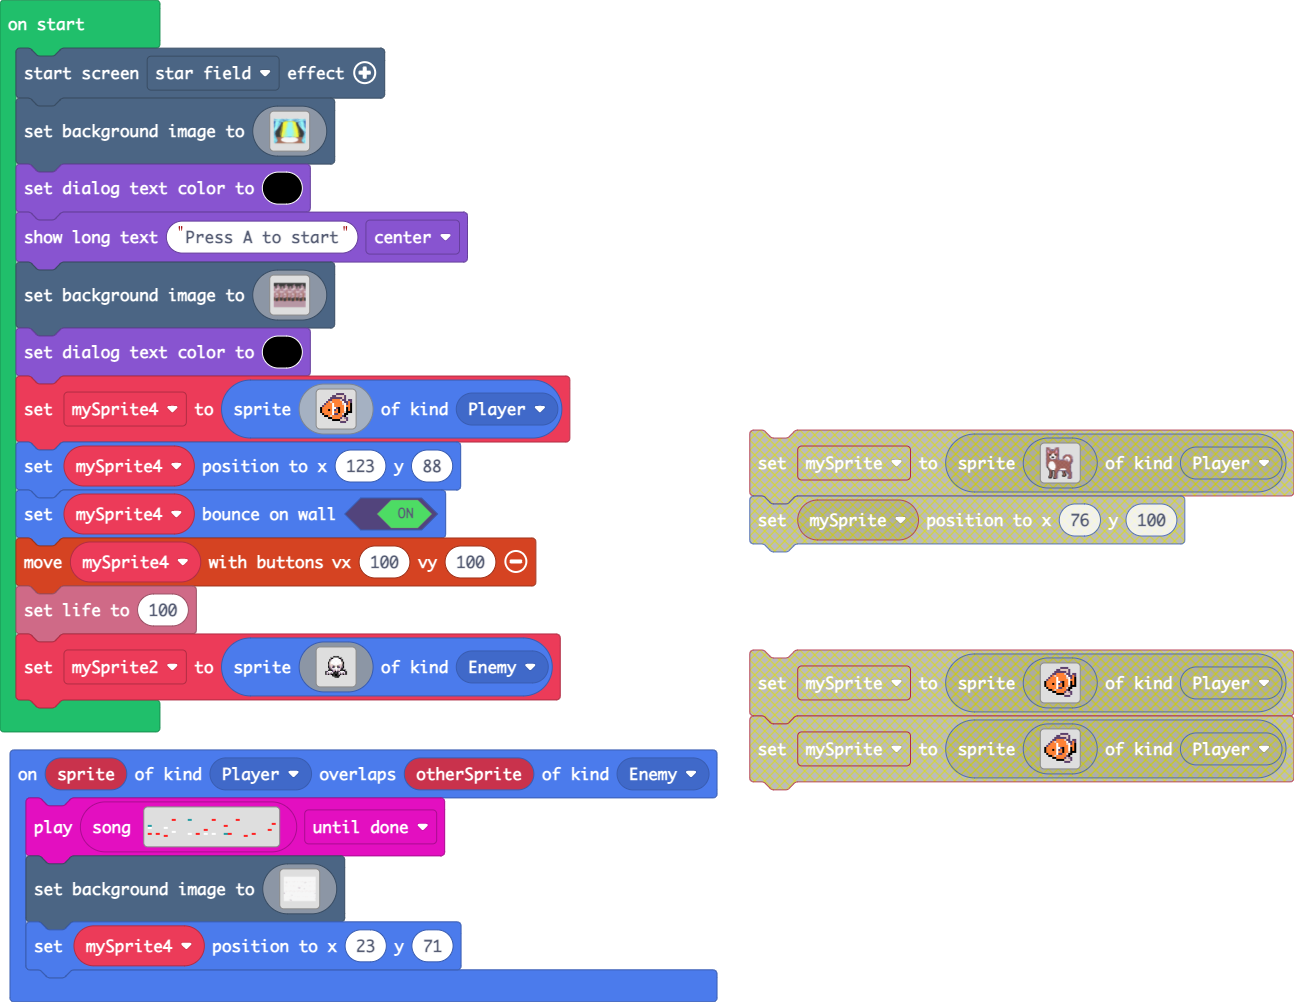 on start
start screen star field effect
set background image to
set dialog text color to
show long text "Press A to start" center
set background image to
set dialog text color to
set mySprite4 to sprite of kind Player
set mySprite4 position to x 123 y 88
set mySprite4 bounce on wall ON
move mySprite4 with buttons vx 100 vy 100
set life to 100
set mySprite2 to sprite of kind Enemy
on sprite of kind Player overlaps otherSprite of kind Enemy
play song until done
set background image to
set mySprite4 position to x 23 y 71
set mySprite to sprite of kind Player
set mySprite position to x 76 y 100
set mySprite to sprite of kind Player
set mySprite to sprite of kind Player